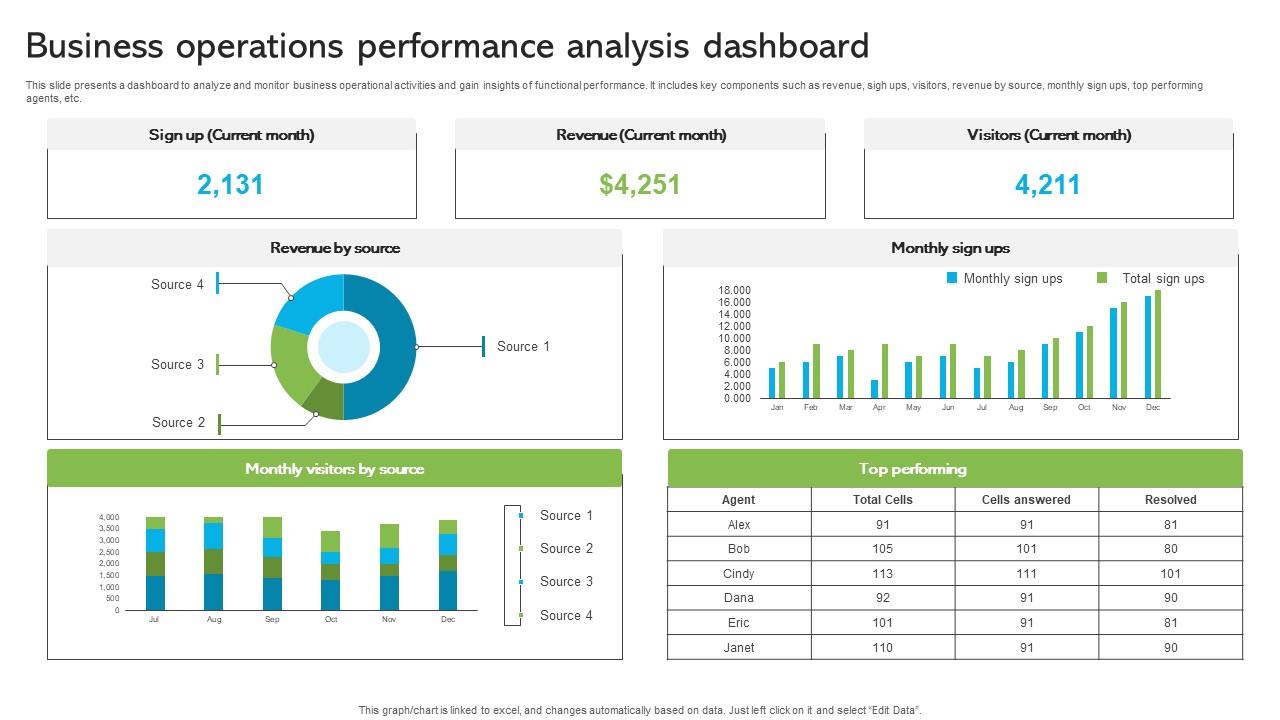 Business operations performance analysis dashboard
This slide presents a dashboard to analyze and monitor business operational activities and gain insights of functional performance. It includes key components such as revenue, sigh ups, visitors, revenue by source, monthly sign ups, top performing
agents, etc.
Sign up (Current month)
2,131
Revenue (Current month)
$4,251
Visitors (Current month)
4,211
Revenue by source
Source 4
Source 3
Source 2
Source 1
Monthly sign ups
Monthly sign ups Total sign ups
18.000
16.000
14.000
12.000
10.000
8.000
6.000
4.000
2.000
0.000
Jan Feb Mar Apr May Jun Jul Aug Sep Oct Nov Dec
Monthly visitors by source
4,000
3,500
3,000
2,500
2,000
1,500
1,000
500
0
Jul Aug Sep Oct Nov Dec
Source 1
Source 2
Source 3
Source 4
Top performing
Agent Total Cells Cells answered Resolved
Alex 91 91 81
Bob 105 101 80
Cindy 113 111 101
Dana 92 91 90
Eric 101 91 81
Janet 110 91 90
This graph/chart is linked to excel, and changes automatically based on data. Just left click on it and select “Edit Data”.